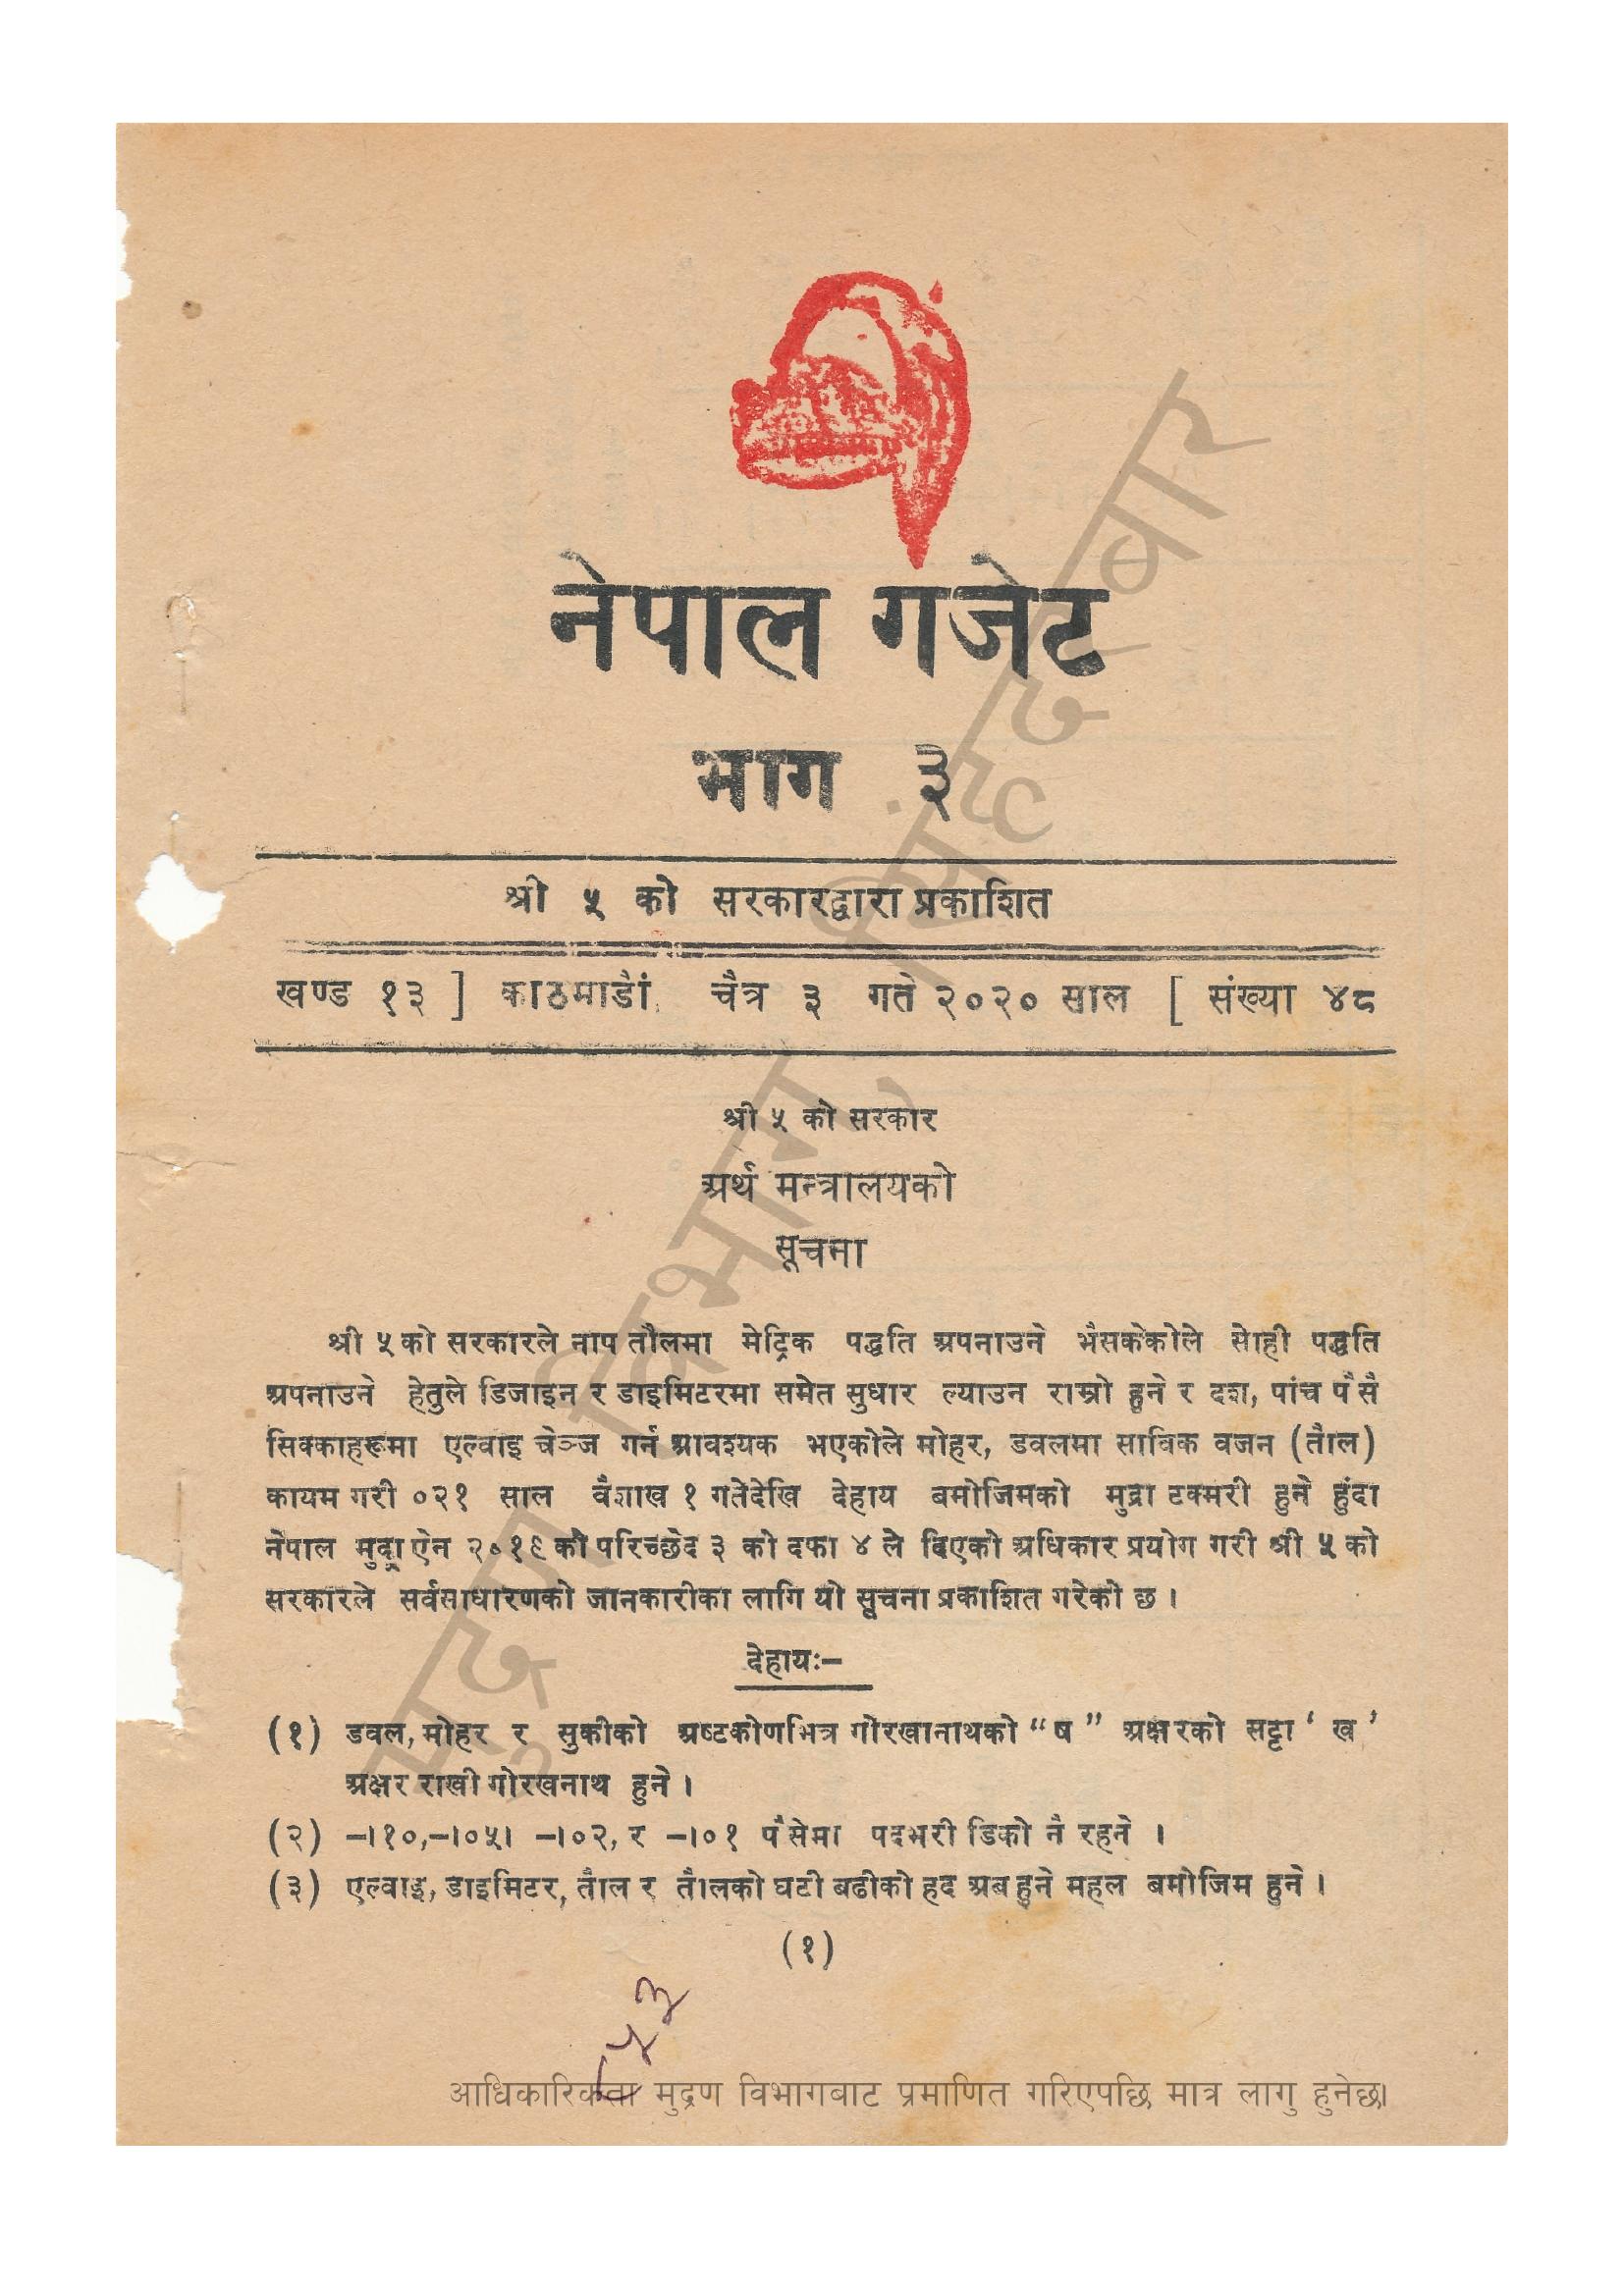 नेपाल गजेट
भाग ३
श्री ५ को सरकारद्वारा प्रकाशित
खण्ड १३ ] काठमाडौं चैत्र ३ गते २०२० साल [ संख्या ४८
श्री ५ को सरकार
अर्थ मन्त्रालयको
सूचमा
श्री ५ को सरकारले नाप तौलमा मेट्रिक पद्धति अपनाउने भैसकेकोले सोही पद्धति
अपनाउने हेतुले डिजाइन र डाइमिटरमा समेत सुधार ल्याउन राम्रो हुने र दश, पांच पैसै
सिक्काहरूमा एल्वाइ चेञ्ज गर्न आवश्यक भएकोले मोहर, डवलमा साविक वजन (तौल)
कायम गरी ०२१ साल वैशाख १ गतेदेखि देहाय बमोजिमको मुद्रा टक्मरी हुने हुंदा
नेपाल मुद्रा ऐन २०१९ को परिच्छेद ३ को दफा ४ ले दिएको अधिकार प्रयोग गरी श्री ५ को
सरकारले सर्वसाधारणको जानकारीका लागि यो सूचना प्रकाशित गरेको छ ।
देहायः—
(१) डवल, मोहर र सुकीको अष्टकोणभित्र गोरखानाथको “ष” अक्षरको सट्टा ‘ख’
अक्षर राखी गोरखनाथ हुने ।
(२) –।१०,–।०५। –।०२, र –।०१ पैसेमा पदभरी डिको नै रहने ।
(३) एल्वाइ, डाइमिटर, तौल र तौलको घटी बढीको हद अब हुने महल बमोजिम हुने ।
(१)
५३
आधिकारिकता मुद्रण विभागबाट प्रमाणित गरिएपछि मात्र लागु हुनेछ।
मुद्रण विभाग, सिंहदरबार